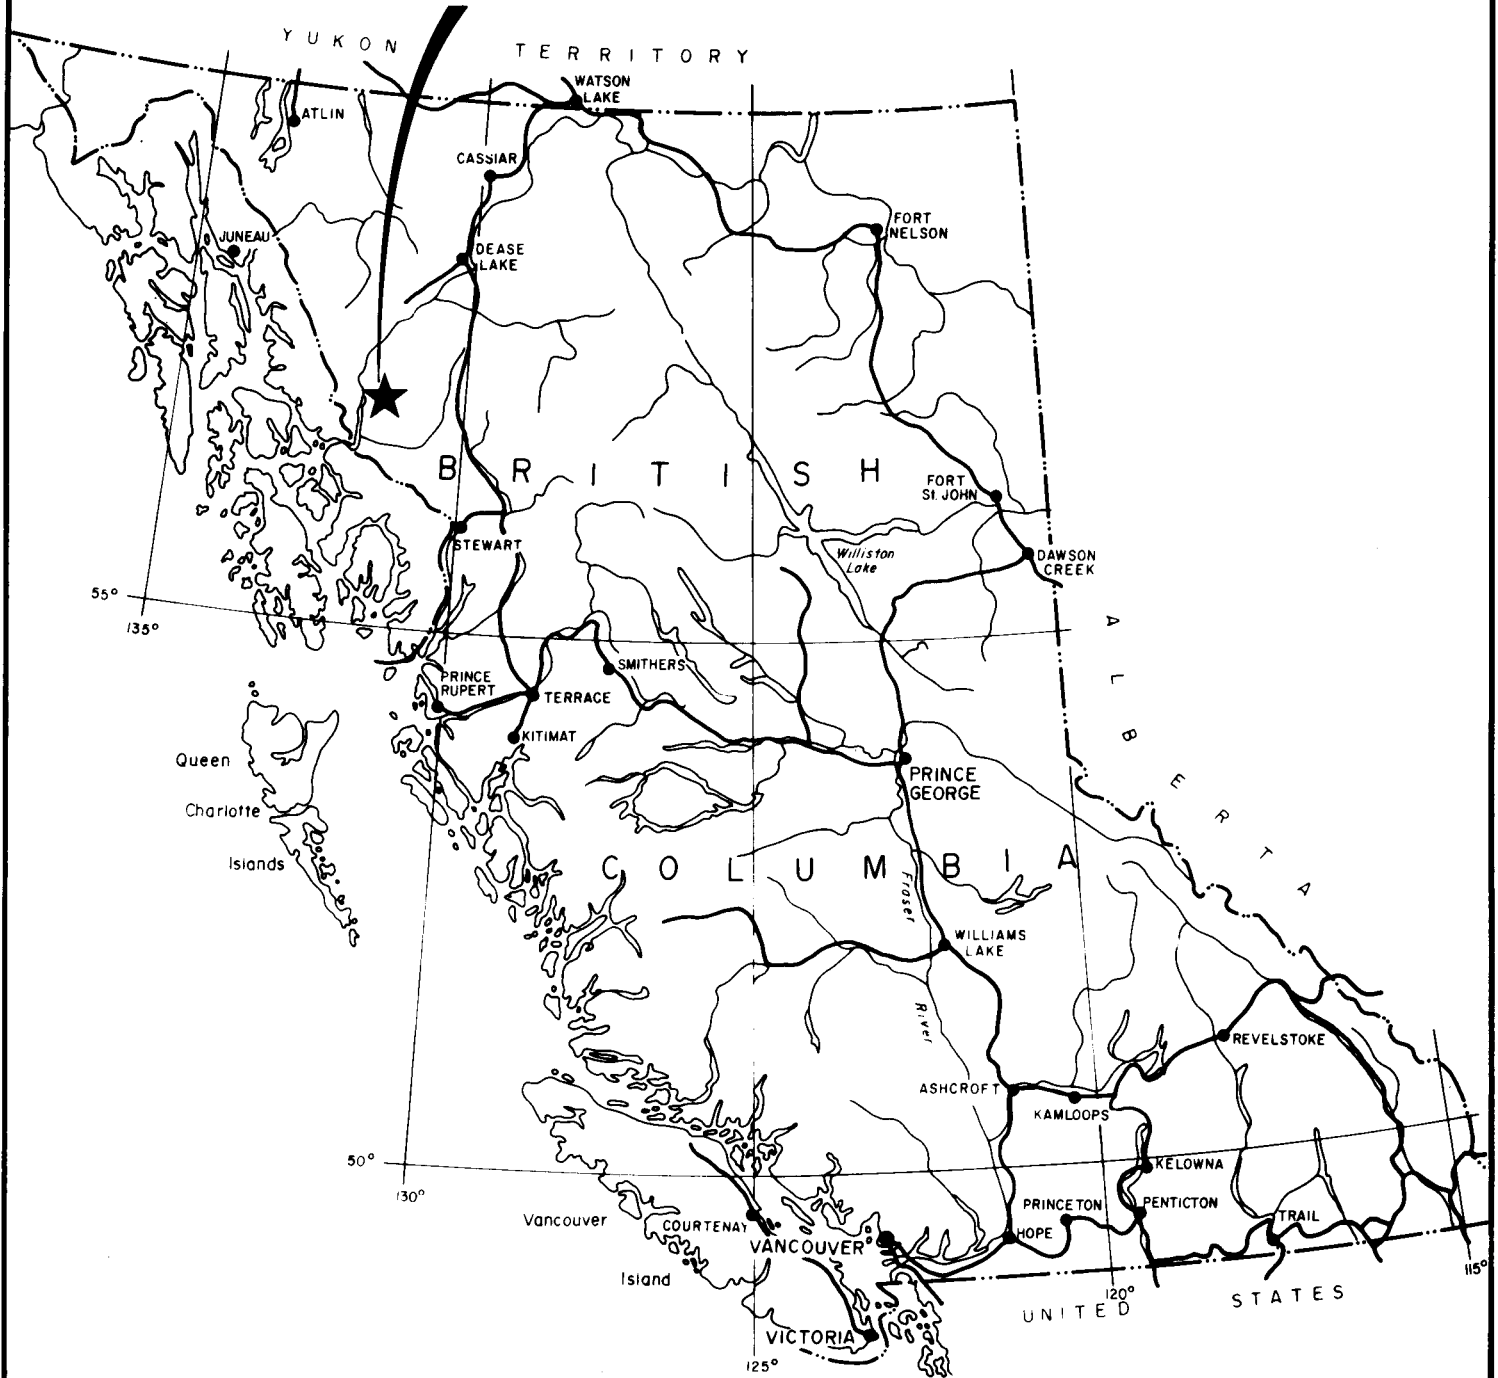 YUKON TERRITORY
WATSON
LAKE
ATLIN
CASSIAR
FORT
NELSON
JUNEAU
DEASE
LAKE
BRITISH
FORT
St. JOHN
STEWART
Williston
Lake
DAWSON
CREEK
55°
135°
ALBERTA
SMITHERS
PRINCE
RUPERT
TERRACE
KITIMAT
Queen
Charlotte
Islands
PRINCE
GEORGE
COLUMBIA
Fraser
River
WILLIAMS
LAKE
REVELSTOKE
ASHCROFT
KAMLOOPS
50°
130°
KELOWNA
PRINCETON
PENTICTON
Vancouver
Island
COURTENAY
VANCOUVER
HOPE
TRAIL
115°
120°
UNITED STATES
VICTORIA
125°